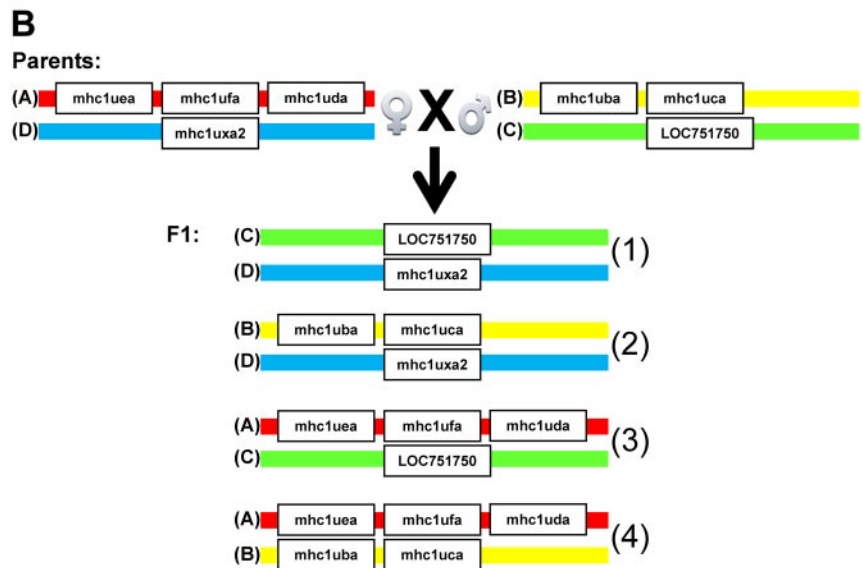 B
Parents:
(A) mhc1uea mhc1ufa mhc1uda X (B) mhc1uba mhc1uca
(D) mhc1uxa2 (C) LOC751750
F1: (C) LOC751750 (1)
(D) mhc1uxa2
(B) mhc1uba mhc1uca (2)
(D) mhc1uxa2
(A) mhc1uea mhc1ufa mhc1uda (3)
(C) LOC751750
(A) mhc1uea mhc1ufa mhc1uda (4)
(B) mhc1uba mhc1uca